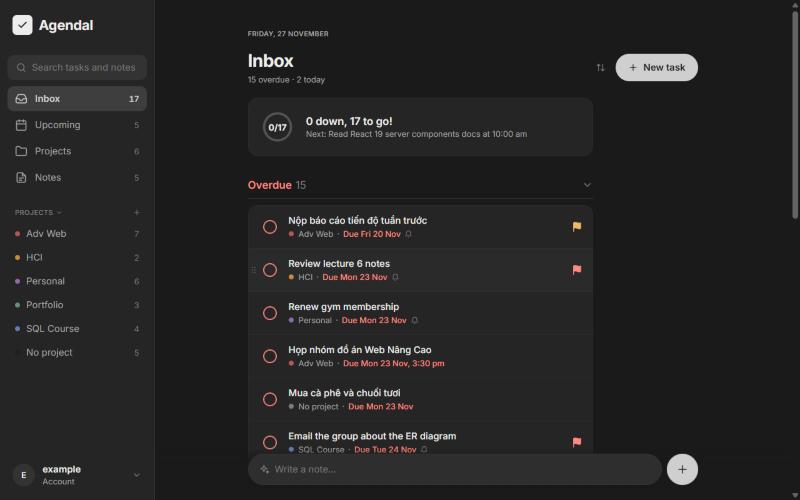 Agendal
Search tasks and notes
Inbox 17
Upcoming 5
Projects 6
Notes 5
PROJECTS
Adv Web 7
HCI 2
Personal 6
Portfolio 3
SQL Course 4
No project 5
E
example
Account
FRIDAY, 27 NOVEMBER
Inbox
15 overdue · 2 today
New task
0/17
0 down, 17 to go!
Next: Read React 19 server components docs at 10:00 am
Overdue 15
Nộp báo cáo tiến độ tuần trước
Adv Web · Due Fri 20 Nov
Review lecture 6 notes
HCI · Due Mon 23 Nov
Renew gym membership
Personal · Due Mon 23 Nov
Họp nhóm đồ án Web Nâng Cao
Adv Web · Due Mon 23 Nov, 3:30 pm
Mua cà phê và chuối tươi
No project · Due Mon 23 Nov
Email the group about the ER diagram
SQL Course · Due Tue 24 Nov
Write a note...